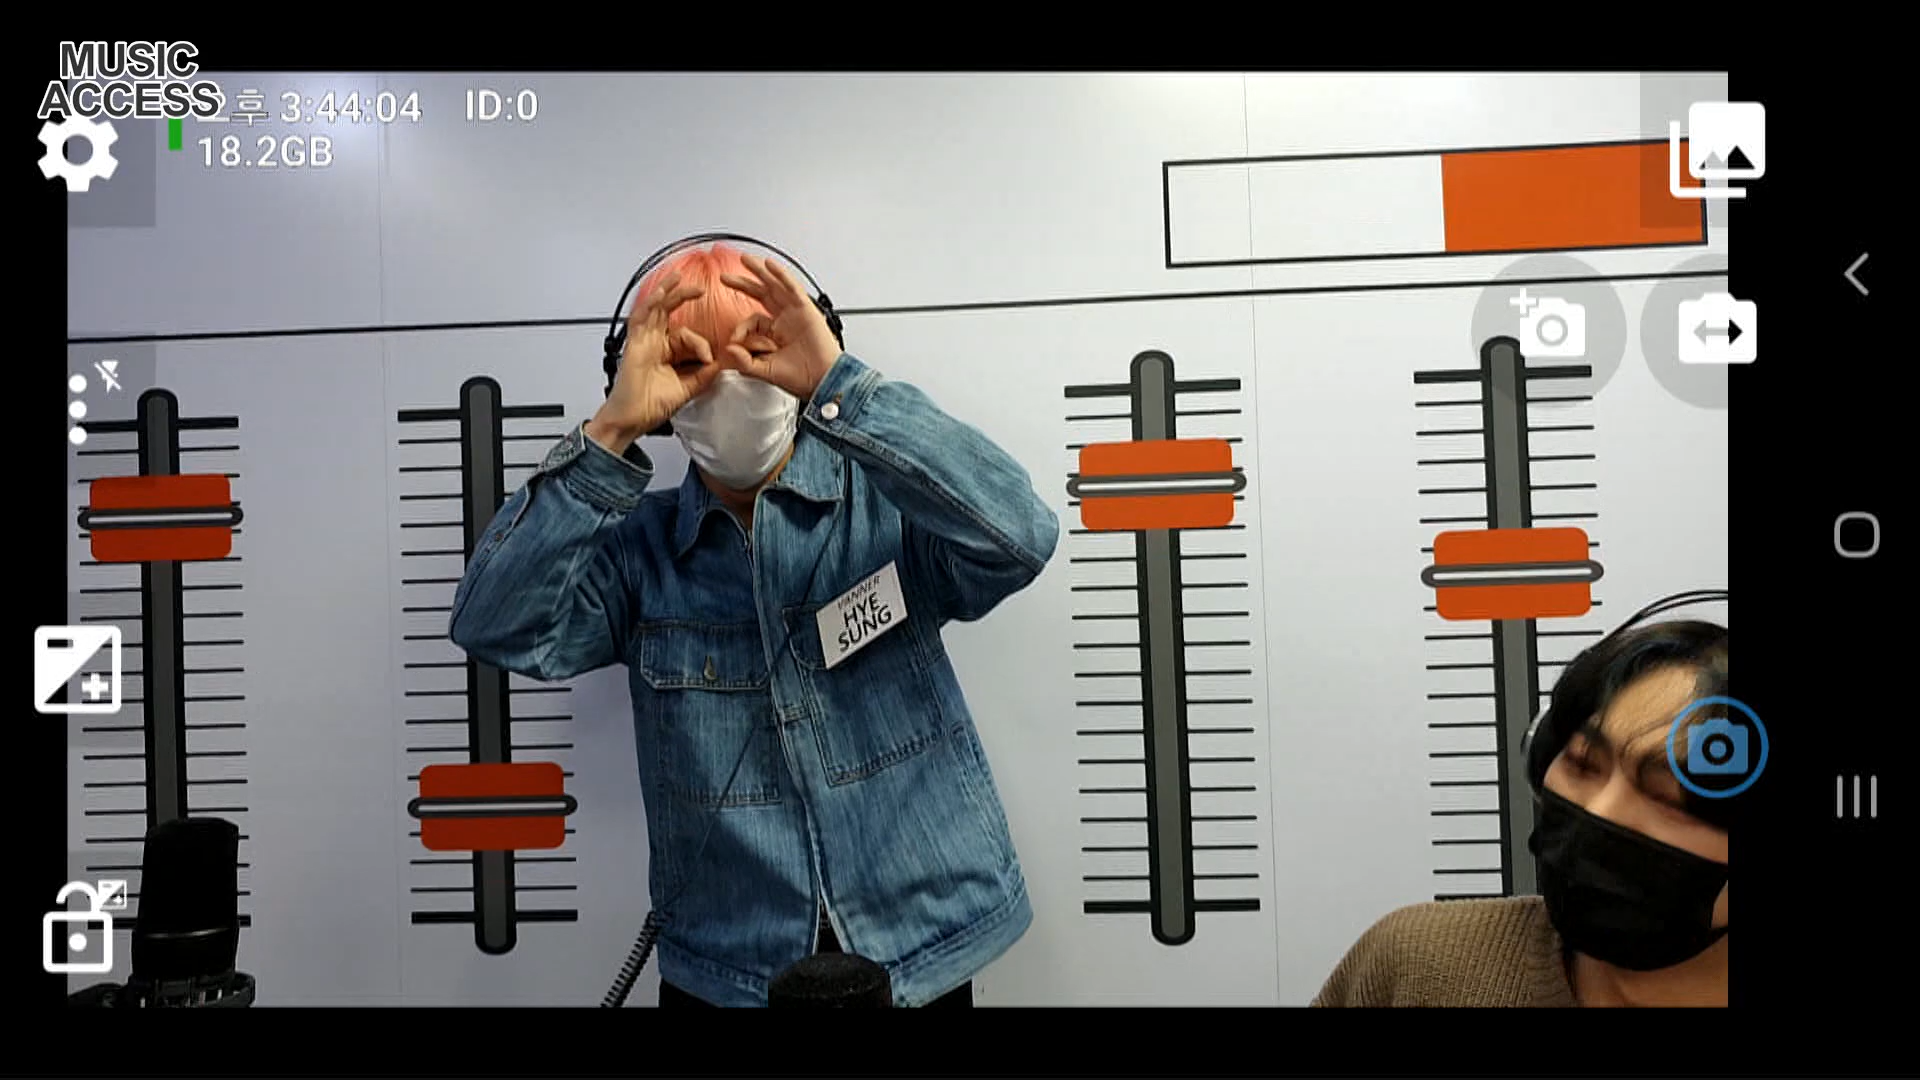 MUSIC
ACCESS
오후 3:44:04 ID:0
18.2GB
VANNER
HYE
SUNG